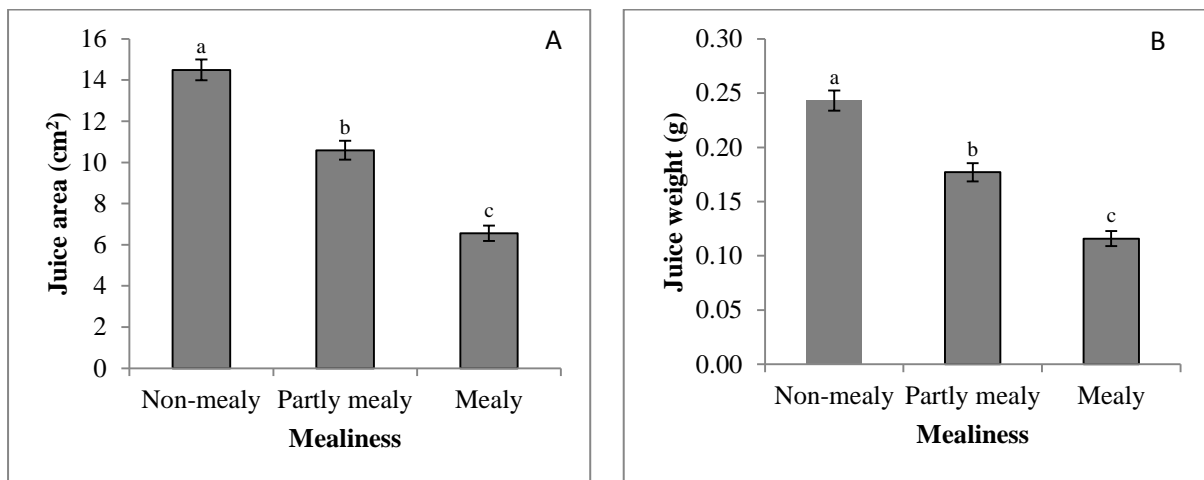 A
Juice area (cm²)
16
14
12
10
8
6
4
2
0
a
b
c
Non-mealy Partly mealy Mealy
Mealiness
B
Juice weight (g)
0.30
0.25
0.20
0.15
0.10
0.05
0.00
a
b
c
Non-mealy Partly mealy Mealy
Mealiness